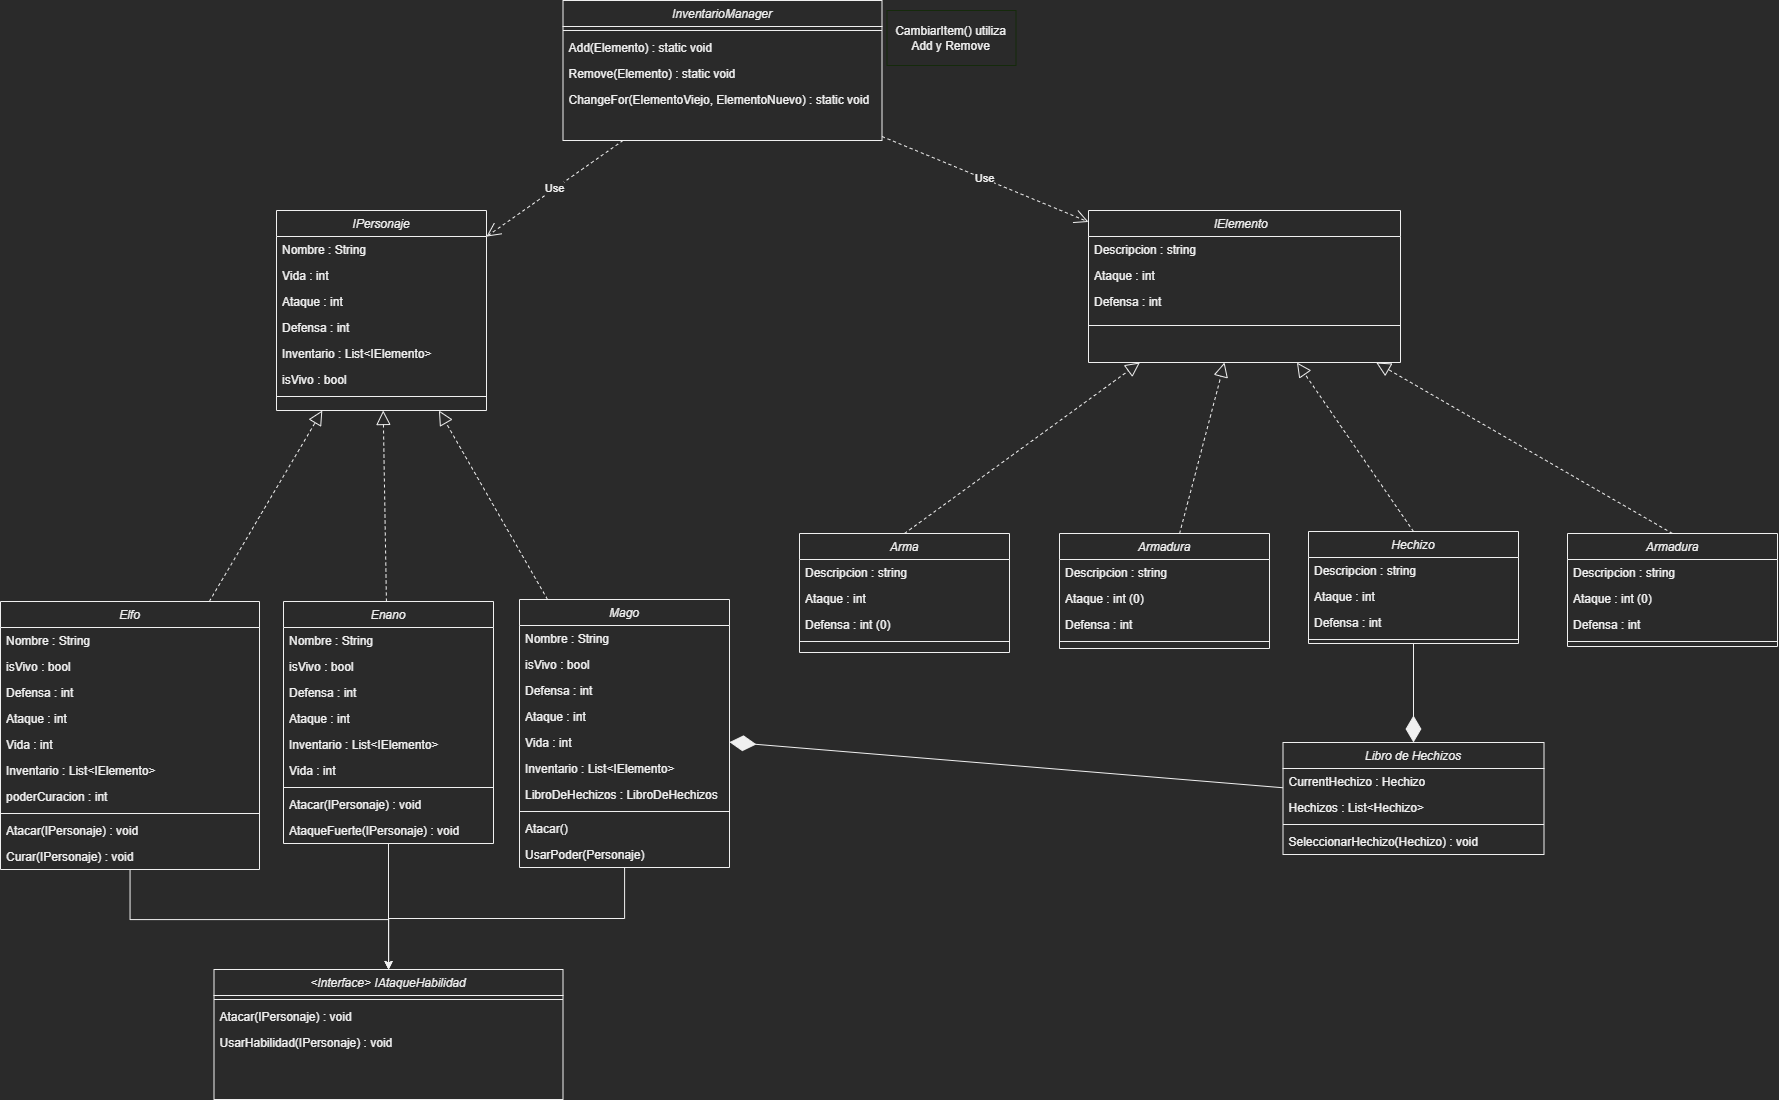 InventarioManager
Add(Elemento) : static void
Remove(Elemento) : static void
ChangeFor(ElementoViejo, ElementoNuevo) : static void
CambiarItem() utiliza
Add y Remove
Use
Use
IPersonaje
Nombre : String
Vida : int
Ataque : int
Defensa : int
Inventario : List<IElemento>
isVivo : bool
IElemento
Descripcion : string
Ataque : int
Defensa : int
Arma
Descripcion : string
Ataque : int
Defensa : int (0)
Armadura
Descripcion : string
Ataque : int (0)
Defensa : int
Hechizo
Descripcion : string
Ataque : int
Defensa : int
Armadura
Descripcion : string
Ataque : int (0)
Defensa : int
Elfo
Nombre : String
isVivo : bool
Defensa : int
Ataque : int
Vida : int
Inventario : List<IElemento>
poderCuracion : int
Atacar(IPersonaje) : void
Curar(IPersonaje) : void
Enano
Nombre : String
isVivo : bool
Defensa : int
Ataque : int
Inventario : List<IElemento>
Vida : int
Atacar(IPersonaje) : void
AtaqueFuerte(IPersonaje) : void
Mago
Nombre : String
isVivo : bool
Defensa : int
Ataque : int
Vida : int
Inventario : List<IElemento>
LibroDeHechizos : LibroDeHechizos
Atacar()
UsarPoder(Personaje)
Libro de Hechizos
CurrentHechizo : Hechizo
Hechizos : List<Hechizo>
SeleccionarHechizo(Hechizo) : void
<Interface> IAtaqueHabilidad
Atacar(IPersonaje) : void
UsarHabilidad(IPersonaje) : void